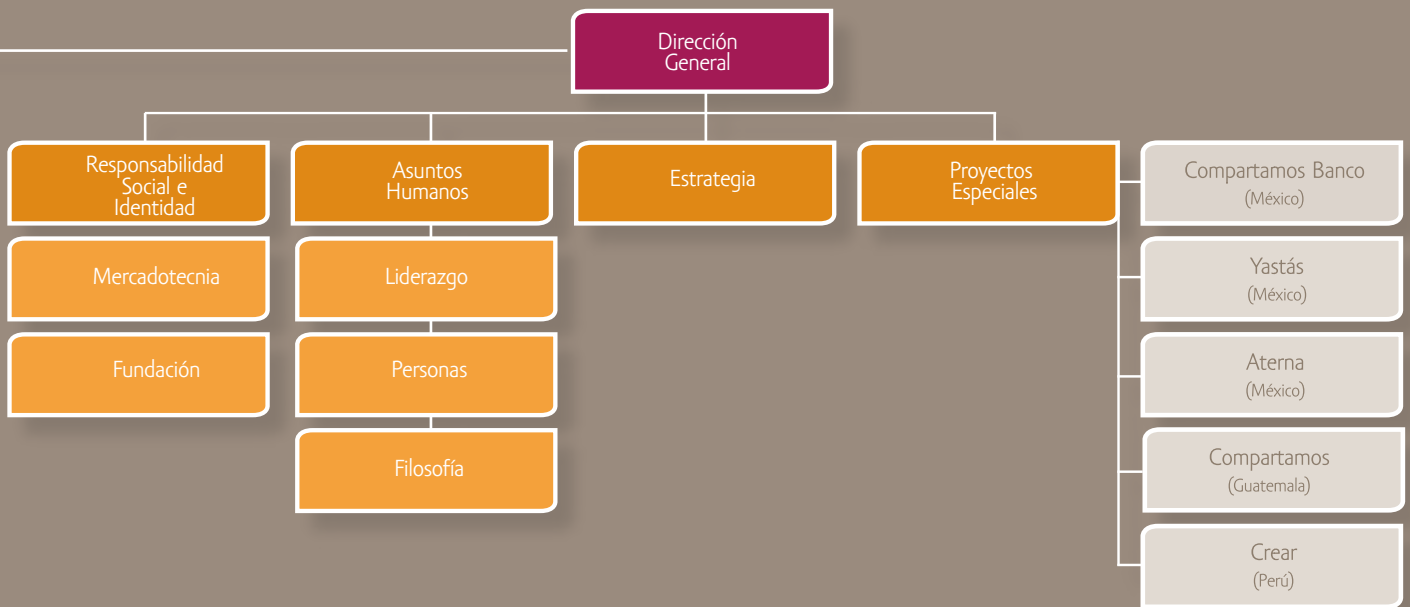 Dirección
General
Responsabilidad
Social e
Identidad
Asuntos
Humanos
Estrategia
Proyectos
Especiales
Compartamos Banco
(México)
Mercadotecnia
Liderazgo
Yastás
(México)
Fundación
Personas
Aterna
(México)
Filosofía
Compartamos
(Guatemala)
Crear
(Perú)